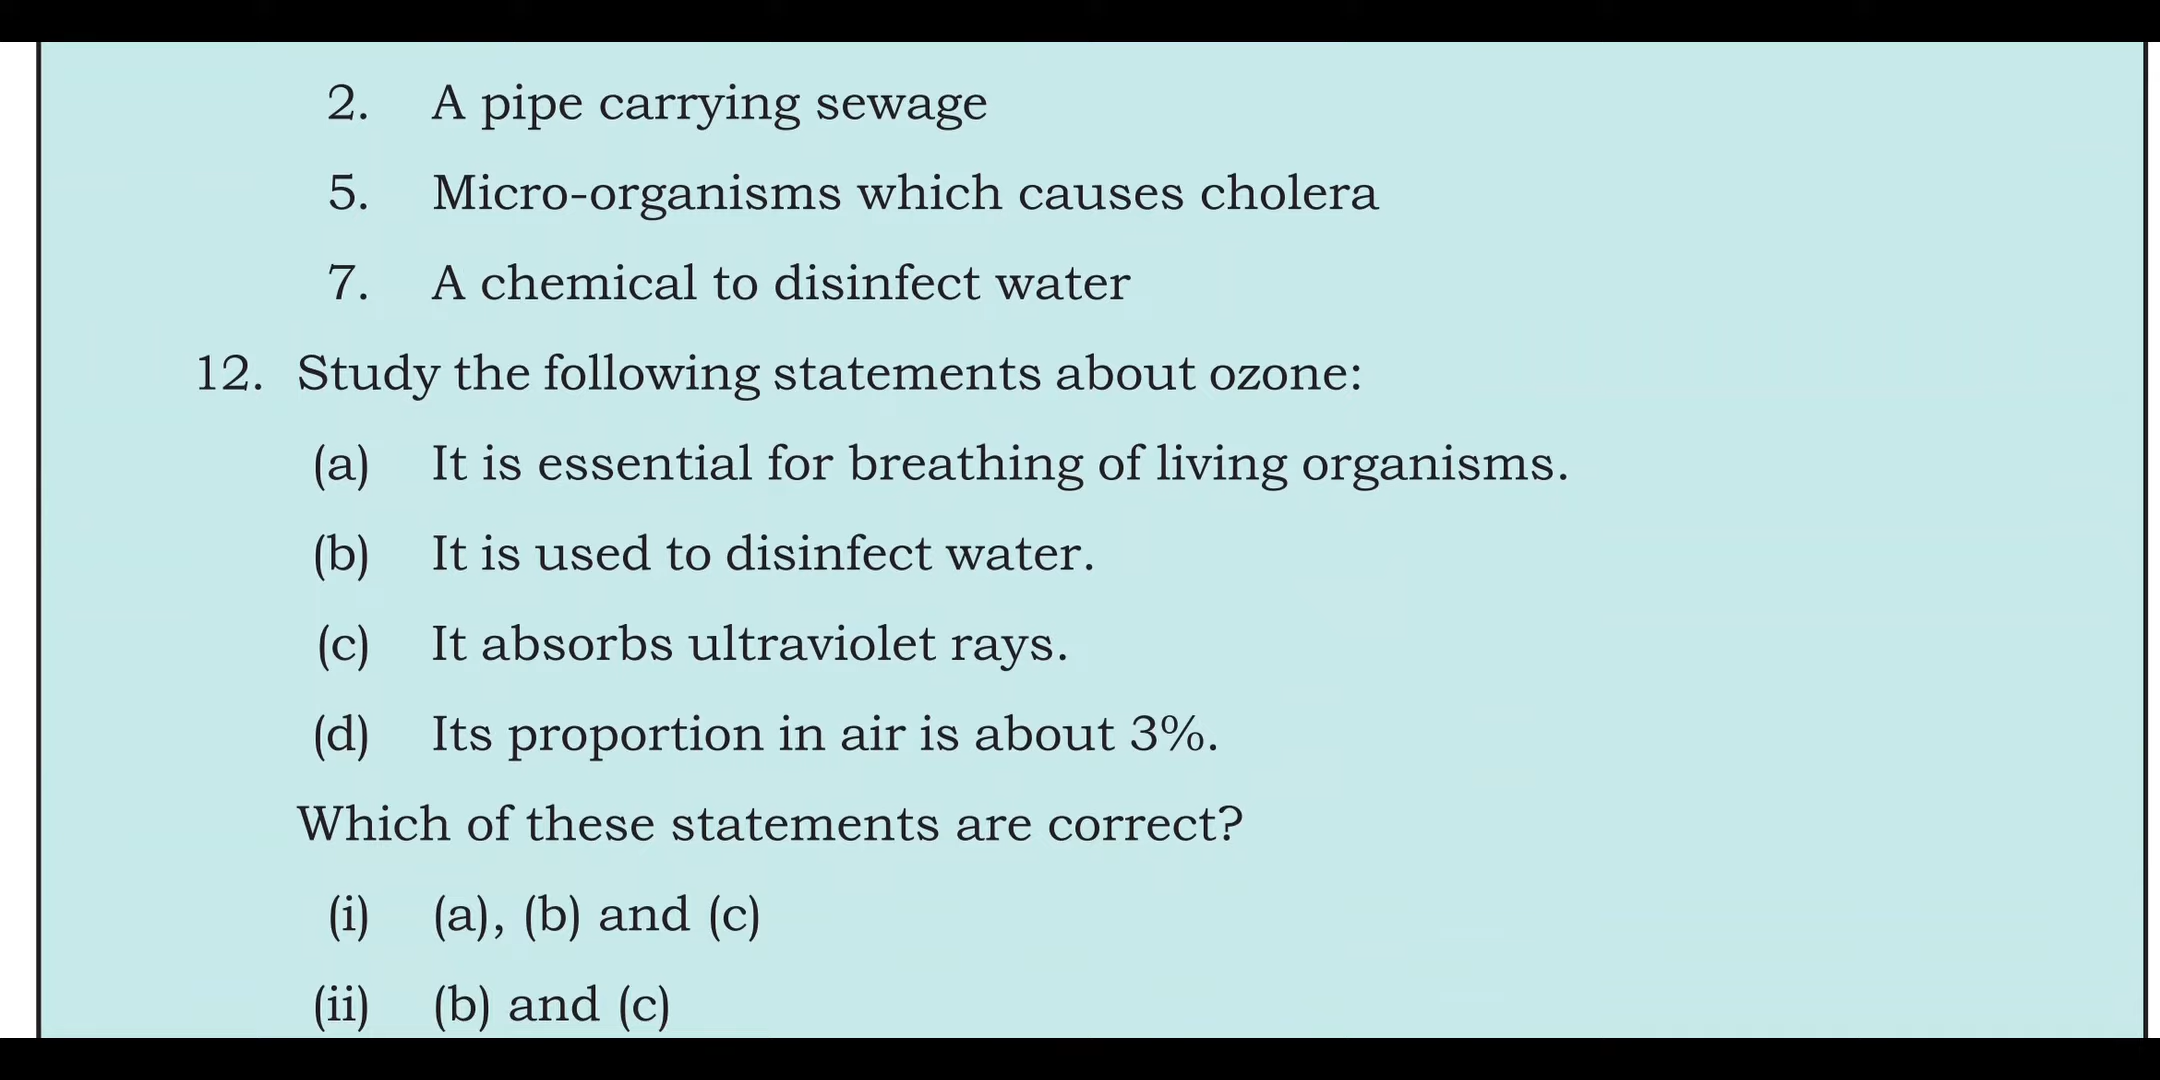 2. A pipe carrying sewage
5. Micro-organisms which causes cholera
7. A chemical to disinfect water
12. Study the following statements about ozone:
(a) It is essential for breathing of living organisms.
(b) It is used to disinfect water.
(c) It absorbs ultraviolet rays.
(d) Its proportion in air is about 3%.
Which of these statements are correct?
(i) (a), (b) and (c)
(ii) (b) and (c)